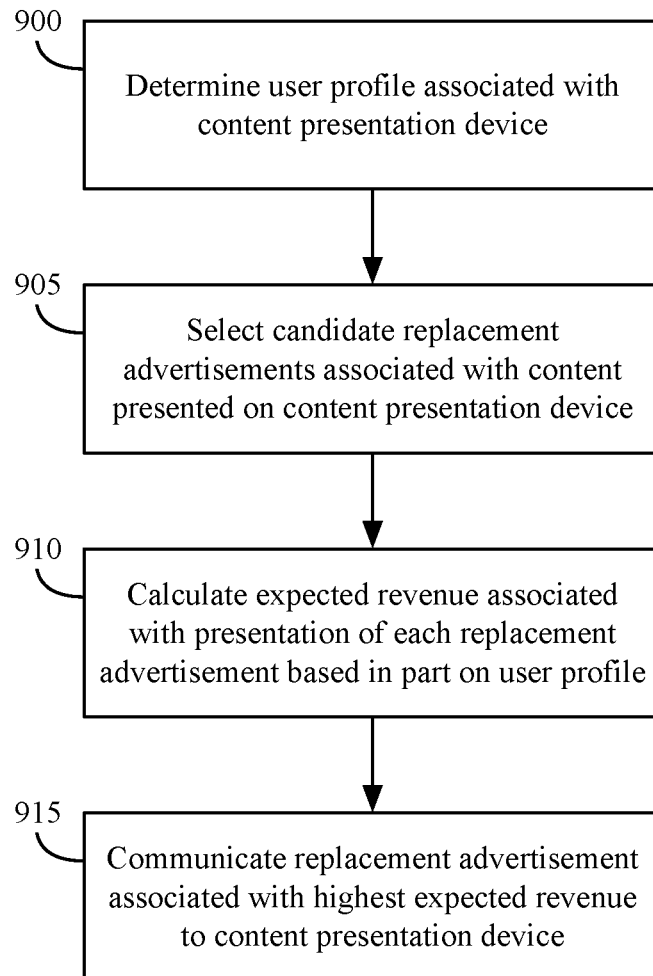 900
Determine user profile associated with
content presentation device
905
Select candidate replacement
advertisements associated with content
presented on content presentation device
910
Calculate expected revenue associated
with presentation of each replacement
advertisement based in part on user profile
915
Communicate replacement advertisement
associated with highest expected revenue
to content presentation device